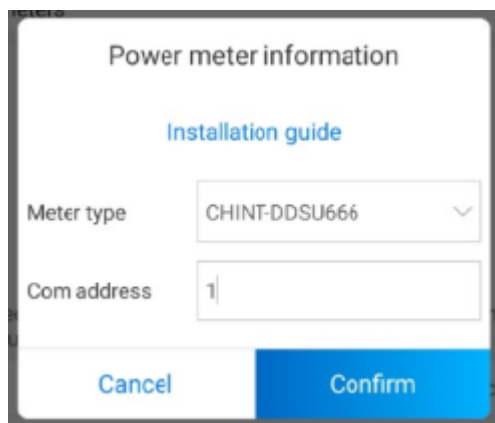 Power meter information
Installation guide
Meter type CHINT-DDSU666
Com address 1
Cancel Confirm